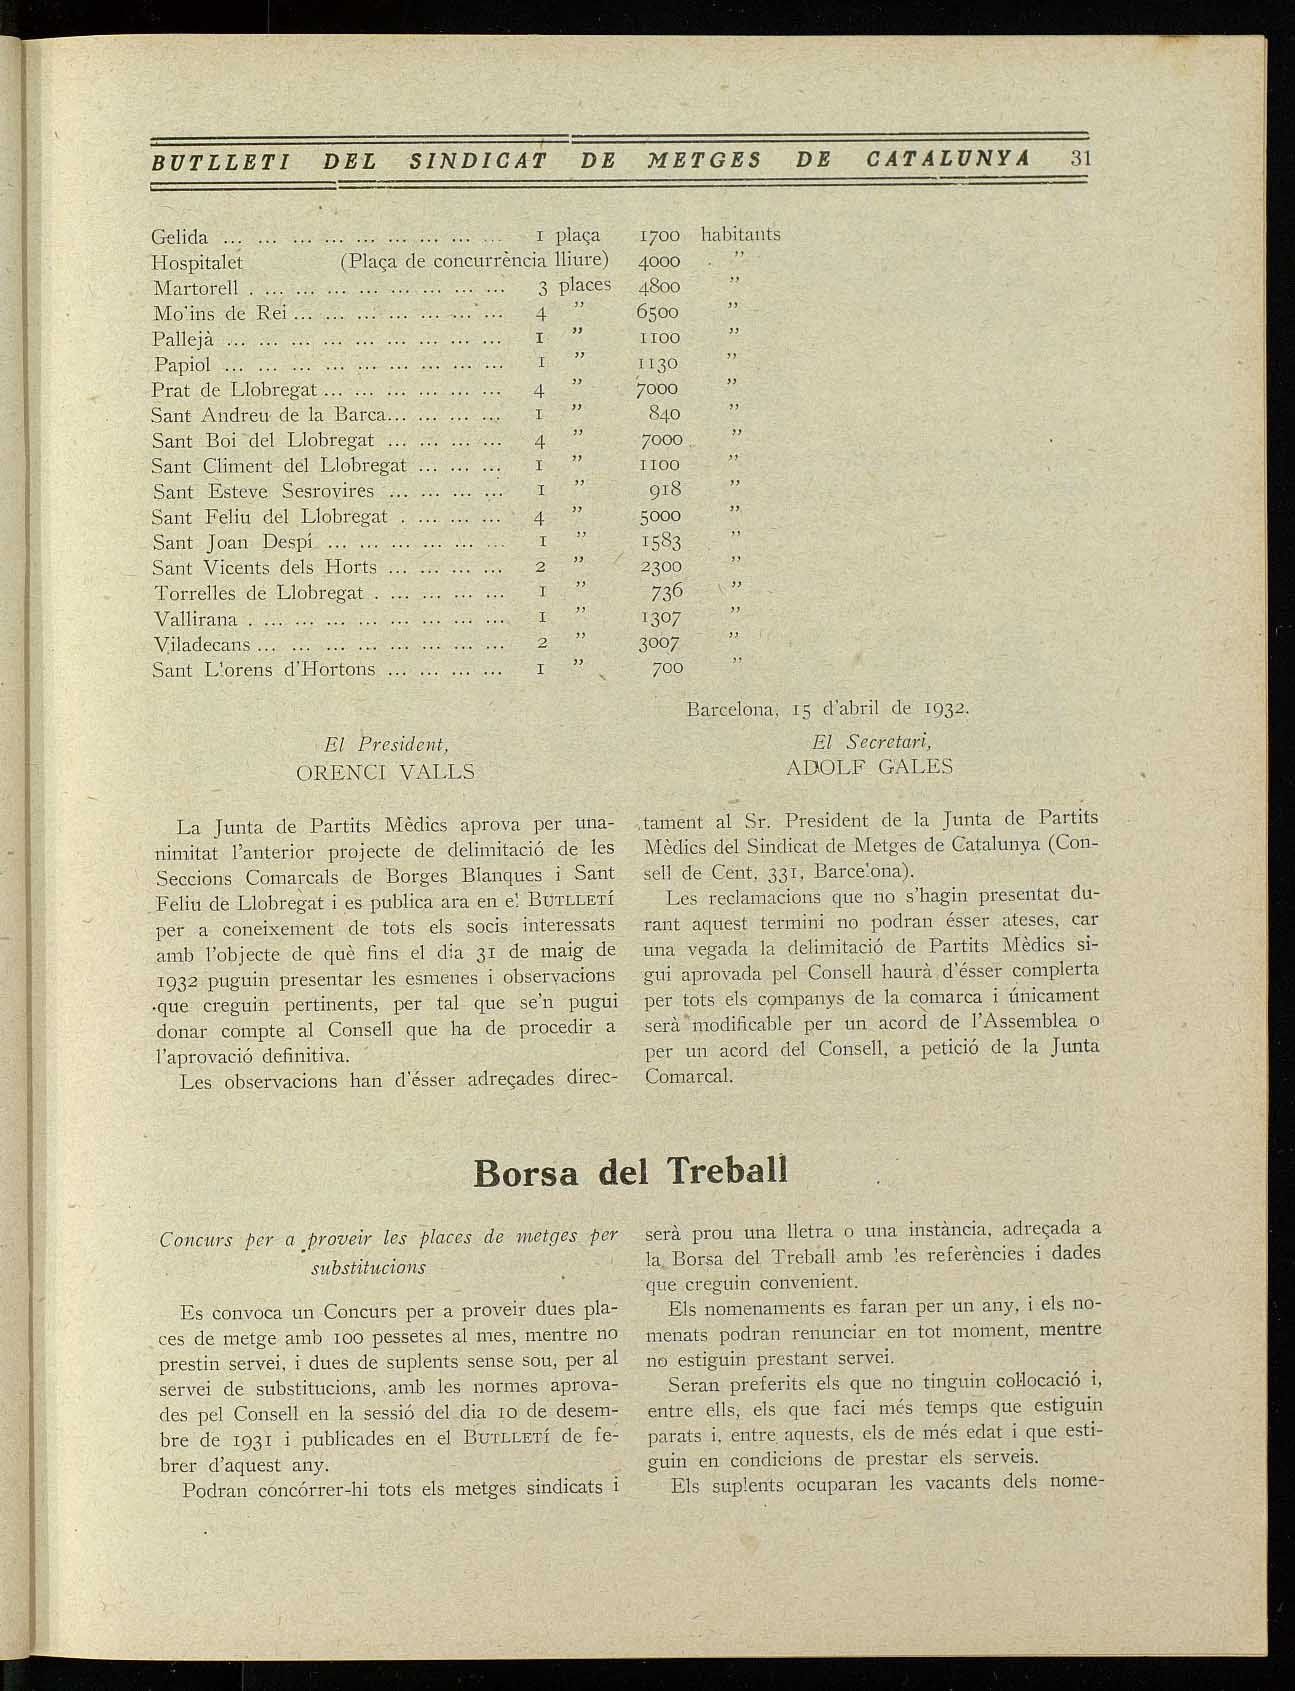 BUTLLETI DEL SINDICAT DE METGES DE CATALUNYA 31
Gelida ... ... ... ... ... ... ... ... ... 1 plaça 1700 habitants
Hospitalet (Plaça de concurrència lliure) 4000 ”
Martorell . ... ... ... ... ... ... ... ... 3 places 4800 ”
Molins de Rei ... ... ... ... ... ... ... 4 ” 6500 ”
Pallejà ... ... ... ... ... ... ... ... ... 1 ” 1100 ”
Papiol ... ... ... ... ... ... ... ... ... 1 ” 1130 ”
Prat de Llobregat ... ... ... ... ... ... 4 ” 7000 ”
Sant Andreu de la Barca... ... ... ... 1 ” 840 ”
Sant Boi del Llobregat ... ... ... ... 4 ” 7000 ”
Sant Climent del Llobregat ... ... ... 1 ” 1100 ”
Sant Esteve Sesrovires ... ... ... ... 1 ” 918 ”
Sant Feliu del Llobregat . ... ... ... 4 ” 5000 ”
Sant Joan Despí ... ... ... ... ... ... 1 ” 1583 ”
Sant Vicents dels Horts ... ... ... ... 2 ” 2300 ”
Torrelles de Llobregat . ... ... ... ... 1 ” 736 ”
Vallirana . ... ... ... ... ... ... ... ... 1 ” 1307 ”
Viladecans ... ... ... ... ... ... ... ... 2 ” 3007 ”
Sant Llorens d'Hortons ... ... ... ... 1 ” 700 ”
Barcelona, 15 d'abril de 1932.
El President,
ORENCI VALLS
El Secretari,
ADOLF GALES
La Junta de Partits Mèdics aprova per una-
nimitat l'anterior projecte de delimitació de les
Seccions Comarcals de Borges Blanques i Sant
Feliu de Llobregat i es publica ara en el BUTLLETÍ
per a coneixement de tots els socis interessats
amb l'objecte de què fins el dia 31 de maig de
1932 puguin presentar les esmenes i observacions
que creguin pertinents, per tal que se'n pugui
donar compte al Consell que ha de procedir a
l'aprovació definitiva.
Les observacions han d'ésser adreçades direc-
tament al Sr. President de la Junta de Partits
Mèdics del Sindicat de Metges de Catalunya (Con-
sell de Cent, 331, Barcelona).
Les reclamacions que no s'hagin presentat du-
rant aquest termini no podran ésser ateses, car
una vegada la delimitació de Partits Mèdics si-
gui aprovada pel Consell haurà d'ésser complerta
per tots els companys de la comarca i únicament
serà modificable per un acord de l'Assemblea o
per un acord del Consell, a petició de la Junta
Comarcal.
Borsa del Treball
Concurs per a proveir les places de metges per
substitucions
Es convoca un Concurs per a proveir dues pla-
ces de metge amb 100 pessetes al mes, mentre no
prestin servei, i dues de suplents sense sou, per al
servei de substitucions, amb les normes aprova-
des pel Consell en la sessió del dia 10 de desem-
bre de 1931 i publicades en el BUTLLETÍ de fe-
brer d'aquest any.
Podran concórrer-hi tots els metges sindicats i
serà prou una lletra o una instància, adreçada a
la Borsa del Treball amb les referències i dades
que creguin convenient.
Els nomenaments es faran per un any, i els no-
menats podran renunciar en tot moment, mentre
no estiguin prestant servei.
Seran preferits els que no tinguin col·locació i,
entre ells, els que faci més temps que estiguin
parats i, entre aquests, els de més edat i que esti-
guin en condicions de prestar els serveis.
Els suplents ocuparan les vacants dels nome-